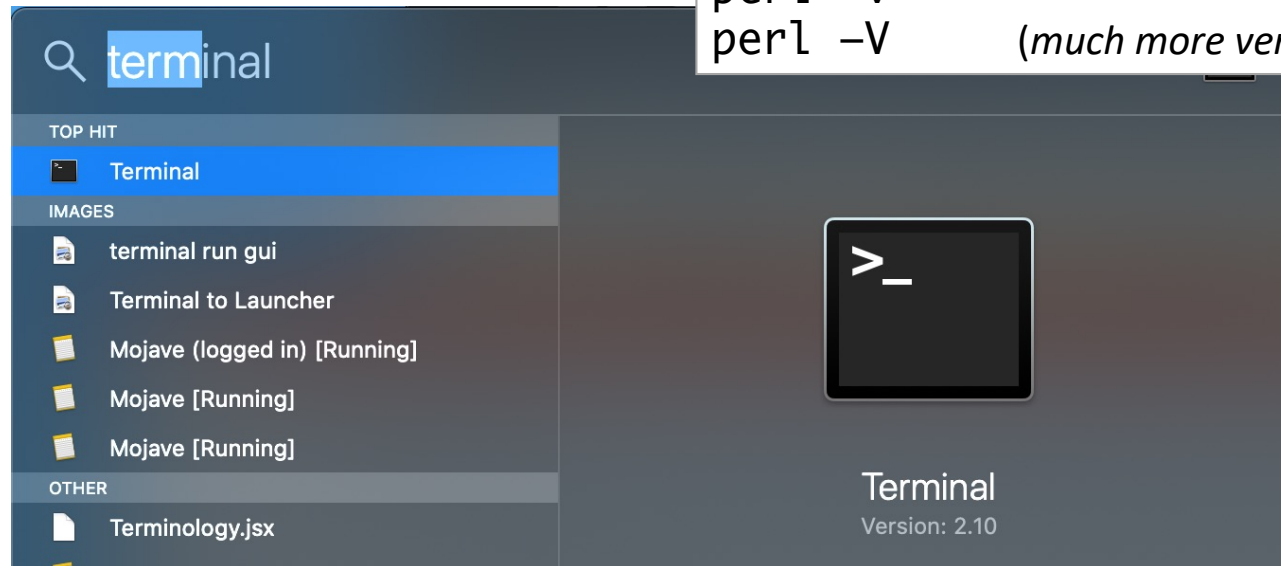 perl –V (much more
terminal
TOP HIT
Terminal
IMAGES
terminal run gui
Terminal to Launcher
Mojave (logged in) [Running]
Mojave [Running]
Mojave [Running]
OTHER
Terminology.jsx
>_
Terminal
Version: 2.10